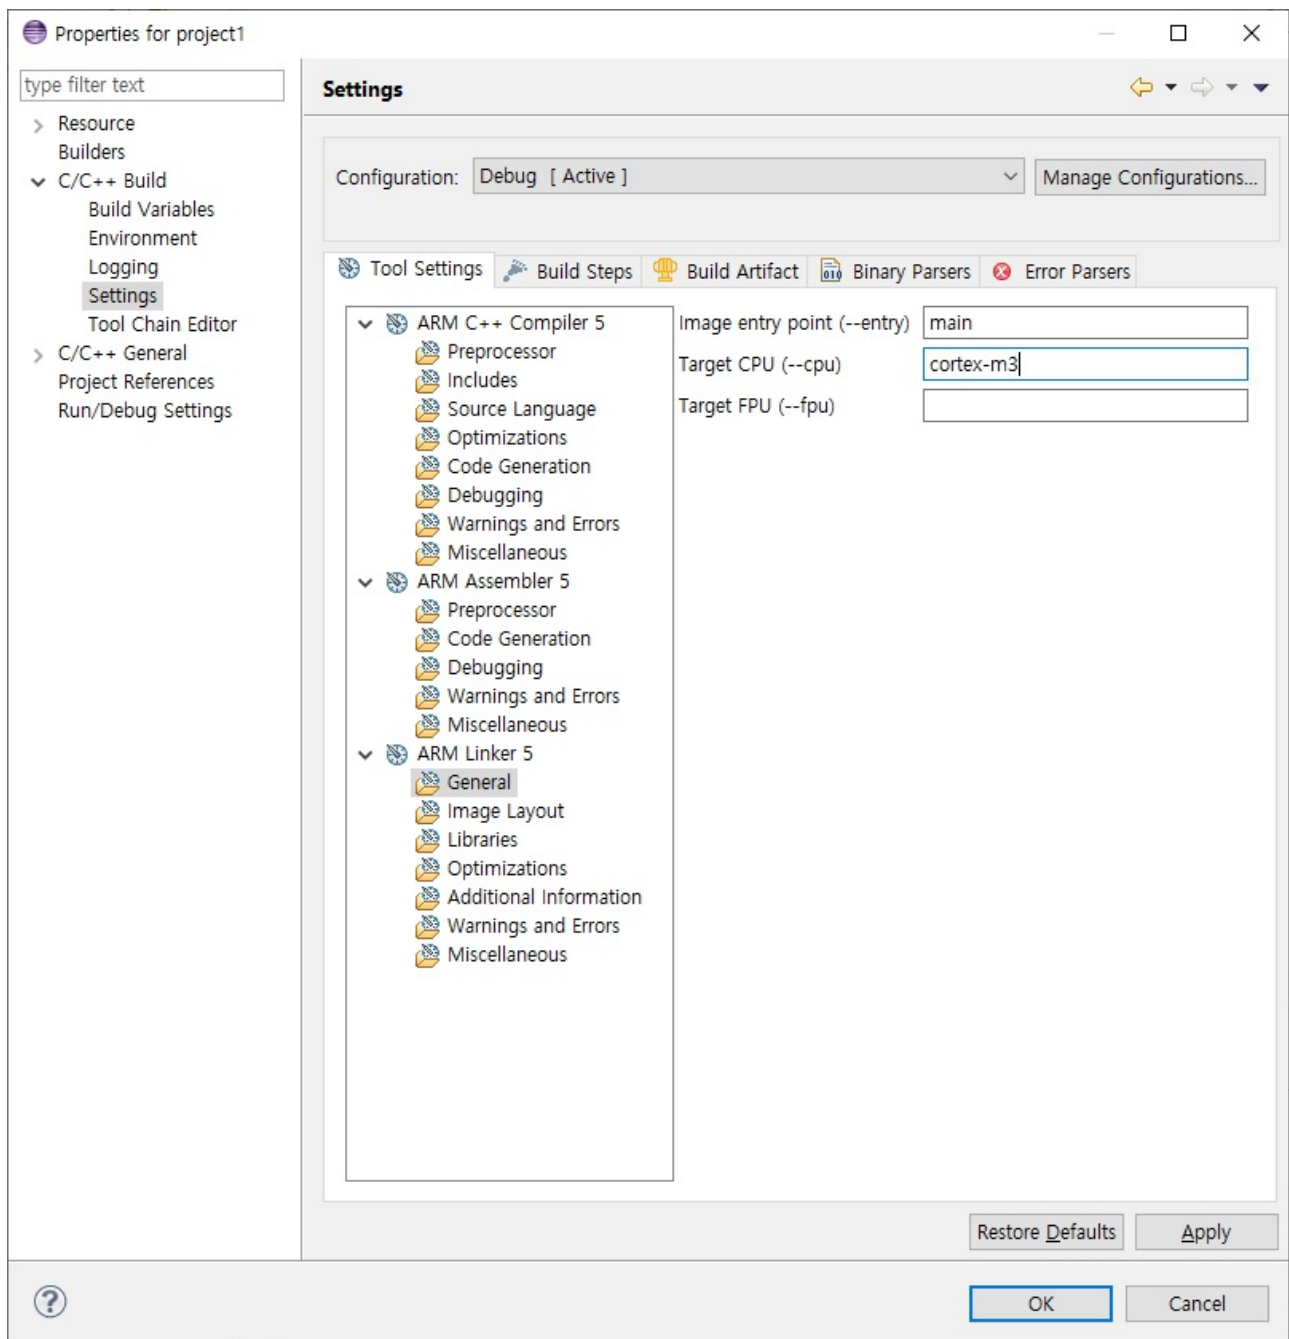 Properties for project1
type filter text
Resource
Builders
C/C++ Build
Build Variables
Environment
Logging
Settings
Tool Chain Editor
C/C++ General
Project References
Run/Debug Settings
Settings
Configuration:
Debug [ Active ]
Manage Configurations...
Tool Settings
Build Steps
Build Artifact
Binary Parsers
Error Parsers
ARM C++ Compiler 5
Preprocessor
Includes
Source Language
Optimizations
Code Generation
Debugging
Warnings and Errors
Miscellaneous
ARM Assembler 5
Preprocessor
Code Generation
Debugging
Warnings and Errors
Miscellaneous
ARM Linker 5
General
Image Layout
Libraries
Optimizations
Additional Information
Warnings and Errors
Miscellaneous
Image entry point (--entry)
main
Target CPU (--cpu)
cortex-m3
Target FPU (--fpu)
Restore Defaults
Apply
OK
Cancel